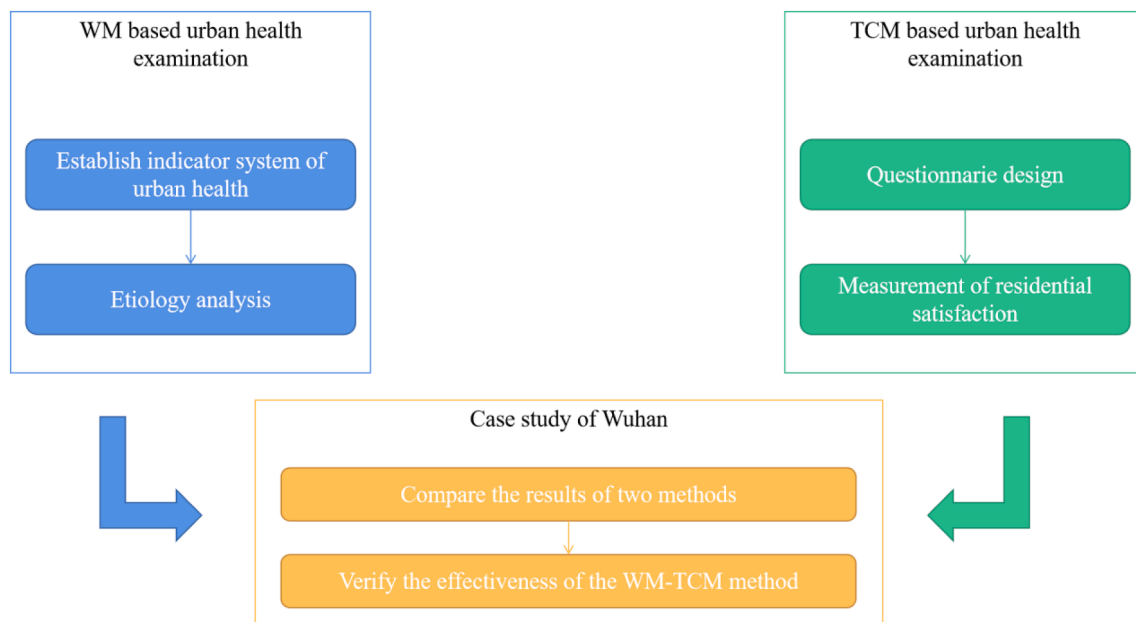 WM based urban health
examination
Establish indicator system of
urban health
Etiology analysis
TCM based urban health
examination
Questionnarie design
Measurement of residential
satisfaction
Case study of Wuhan
Compare the results of two methods
Verify the effectiveness of the WM-TCM method